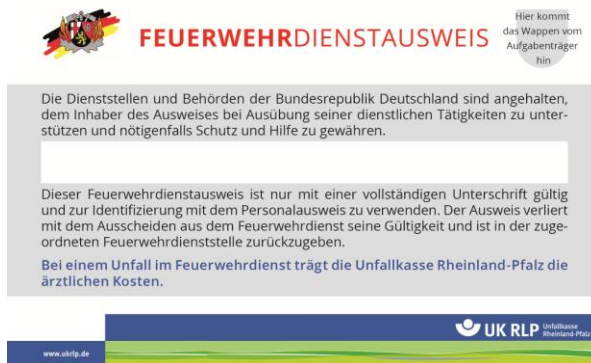 FEUERWEHRDIENSTAUSWEIS
Hier kommt
das Wappen vom
Aufgabenträger
hin
Die Dienststellen und Behörden der Bundesrepublik Deutschland sind angehalten,
dem Inhaber des Ausweises bei Ausübung seiner dienstlichen Tätigkeiten zu unter-
stützen und nötigenfalls Schutz und Hilfe zu gewähren.
Dieser Feuerwehrdienstausweis ist nur mit einer vollständigen Unterschrift gültig
und zur Identifizierung mit dem Personalausweis zu verwenden. Der Ausweis verliert
mit dem Ausscheiden aus dem Feuerwehrdienst seine Gültigkeit und ist in der zuge-
ordneten Feuerwehrdienststelle zurückzugeben.
Bei einem Unfall im Feuerwehrdienst trägt die Unfallkasse Rheinland-Pfalz die
ärztlichen Kosten.
UK RLP Unfallkasse
Rheinland-Pfalz
www.ukrlp.de